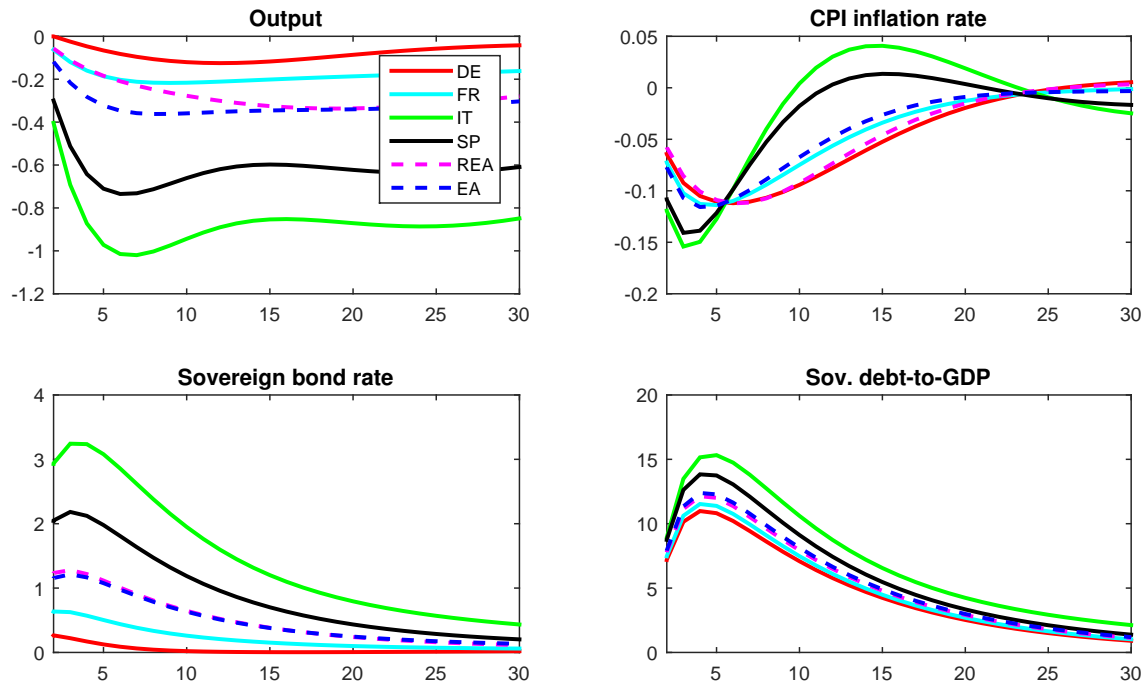 Output
0
-0.2
-0.4
-0.6
-0.8
-1
-1.2
5 10 15 20 25 30
DE
FR
IT
SP
REA
EA
CPI inflation rate
0.05
0
-0.05
-0.1
-0.15
-0.2
5 10 15 20 25 30
Sovereign bond rate
4
3
2
1
0
5 10 15 20 25 30
Sov. debt-to-GDP
20
15
10
5
0
5 10 15 20 25 30